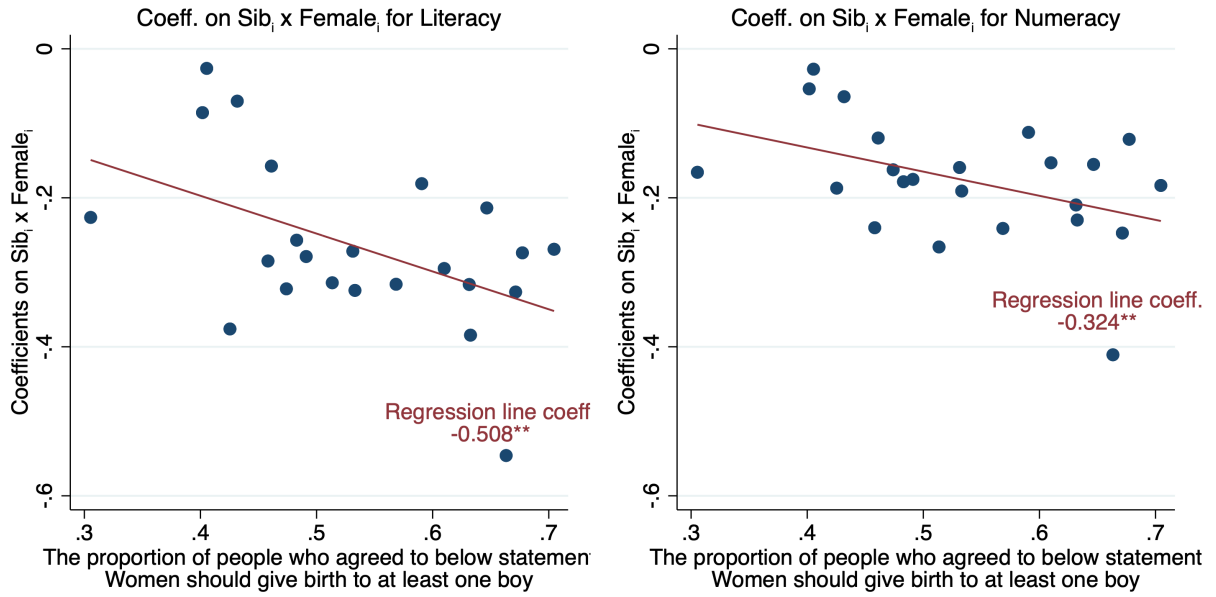 Coeff. on Sibᵢ x Femaleᵢ for Literacy
Coefficients on Sibᵢ x Femaleᵢ
0
-.2
-.4
-.6
Regression line coeff
-0.508**
.3 .4 .5 .6 .7
The proportion of people who agreed to below statemen
Women should give birth to at least one boy
Coeff. on Sibᵢ x Femaleᵢ for Numeracy
Coefficients on Sibᵢ x Femaleᵢ
0
-.2
-.4
-.6
Regression line coeff.
-0.324**
.3 .4 .5 .6 .7
The proportion of people who agreed to below statement
Women should give birth to at least one boy